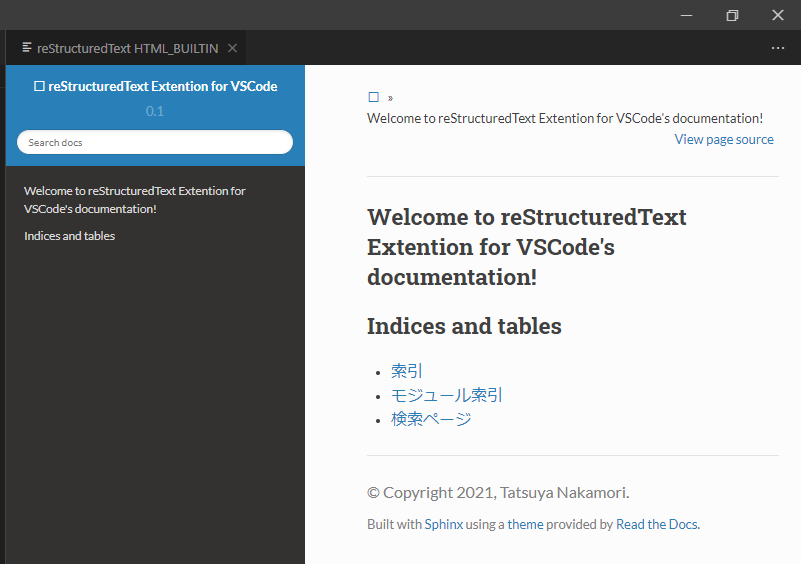 reStructuredText HTML_BUILTIN
reStructuredText Extention for VSCode
0.1
Search docs
Welcome to reStructuredText Extention for
VSCode's documentation!
Indices and tables
»
Welcome to reStructuredText Extention for VSCode's documentation!
View page source
Welcome to reStructuredText
Extention for VSCode's
documentation!
Indices and tables
索引
モジュール索引
検索ページ
© Copyright 2021, Tatsuya Nakamori.
Built with Sphinx using a theme provided by Read the Docs.